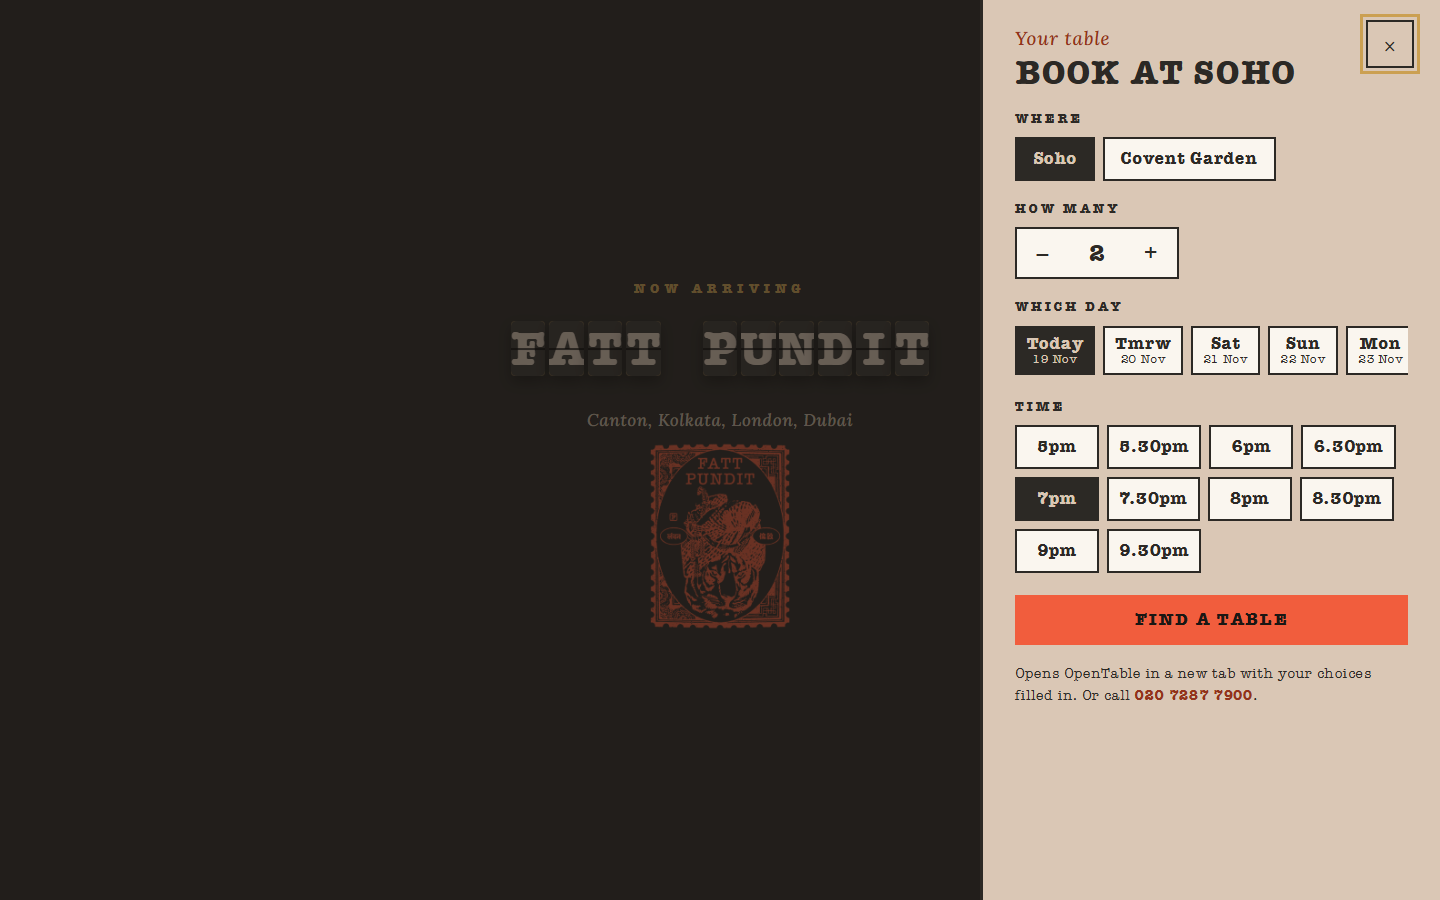 NOW ARRIVING
FATT PUNDIT
Canton, Kolkata, London, Dubai
FATT
PUNDIT
Your table
BOOK AT SOHO
×
WHERE
Soho Covent Garden
HOW MANY
– 2 +
WHICH DAY
Today Tmrw Sat Sun Mon
19 Nov 20 Nov 21 Nov 22 Nov 23 Nov
TIME
5pm 5.30pm 6pm 6.30pm
7pm 7.30pm 8pm 8.30pm
9pm 9.30pm
FIND A TABLE
Opens OpenTable in a new tab with your choices
filled in. Or call 020 7287 7900.